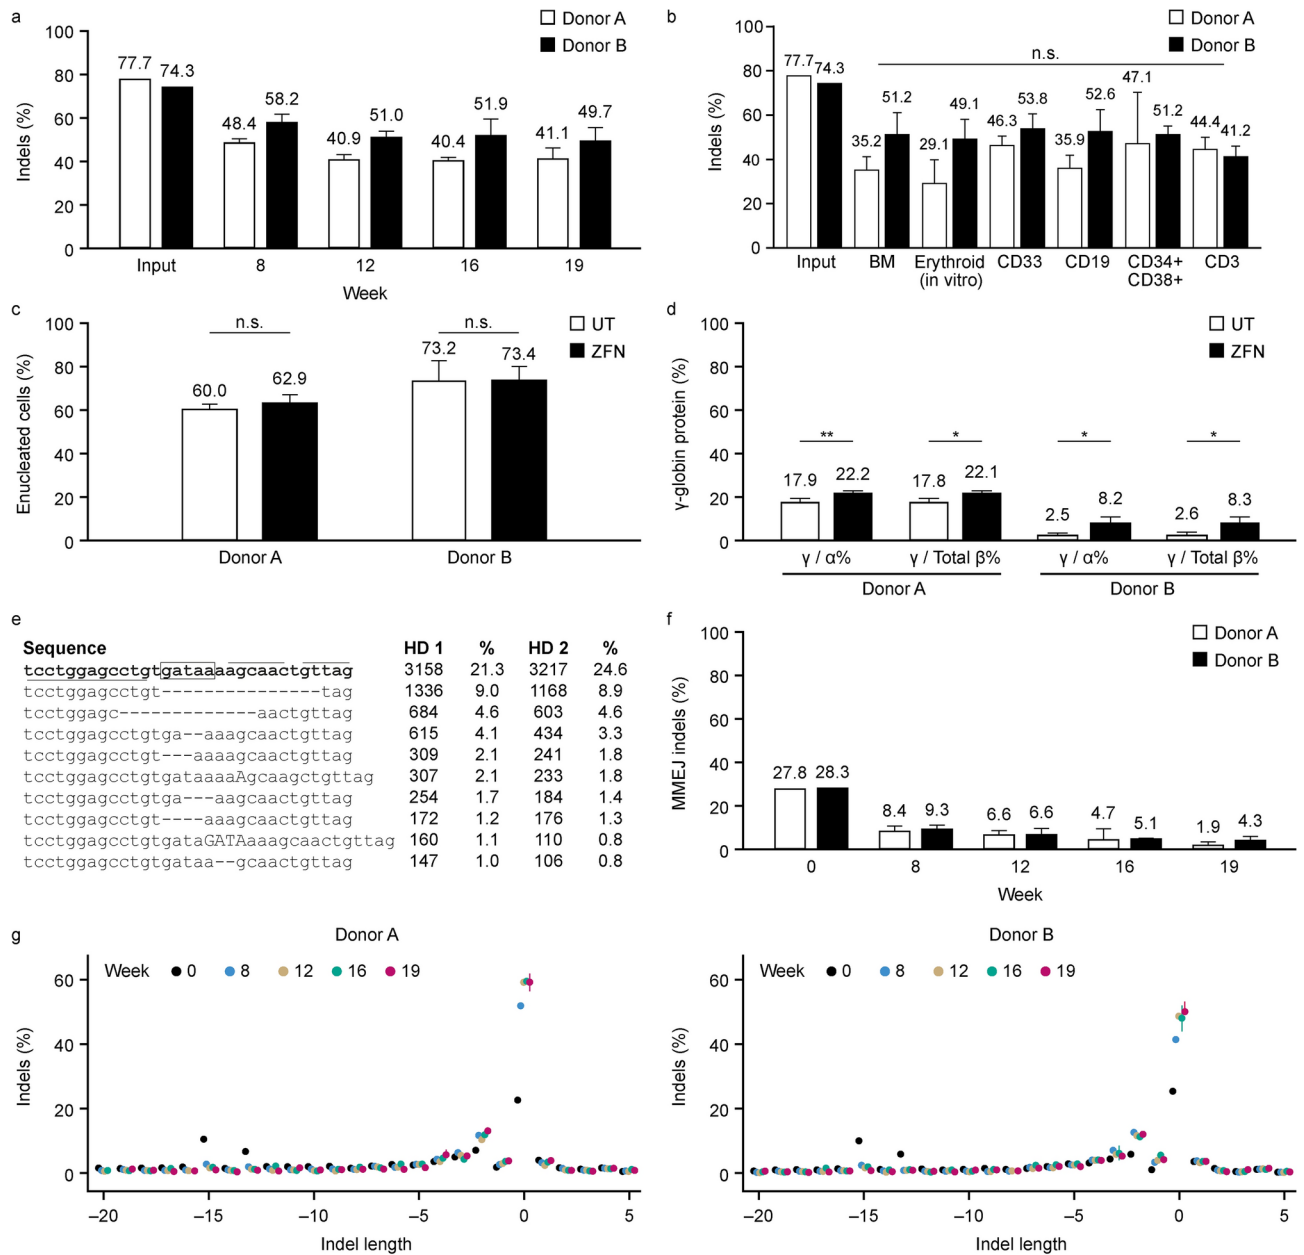 a
Donor A
Donor B
Indels (%)
100
80
60
40
20
0
77.7
74.3
48.4
58.2
40.9
51.0
40.4
51.9
41.1
49.7
Input
8
12
16
19
Week
b
Donor A
Donor B
n.s.
Indels (%)
100
80
60
40
20
0
77.7
74.3
35.2
51.2
29.1
49.1
46.3
53.8
35.9
52.6
47.1
51.2
44.4
41.2
Input
BM
Erythroid
(in vitro)
CD33
CD19
CD34+
CD38+
CD3
c
UT
ZFN
Enucleated cells (%)
100
80
60
40
20
0
n.s.
n.s.
60.0
62.9
73.2
73.4
Donor A
Donor B
d
UT
ZFN
γ-globin protein (%)
100
80
60
40
20
0
**
*
*
*
17.9
22.2
17.8
22.1
2.5
8.2
2.6
8.3
γ / α%
γ / Total β%
γ / α%
γ / Total β%
Donor A
Donor B
e
Sequence HD 1 % HD 2 %
tcctggagcctgtgataaaagcaactgttag 3158 21.3 3217 24.6
tcctggagcctgt---------------tag 1336 9.0 1168 8.9
tcctggagc-------------aactgttag 684 4.6 603 4.6
tcctggagcctgtga--aaagcaactgttag 615 4.1 434 3.3
tcctggagcctgt---aaaagcaactgttag 309 2.1 241 1.8
tcctggagcctgtgataaaaAgcaagctgttag 307 2.1 233 1.8
tcctggagcctgtga---aagcaactgttag 254 1.7 184 1.4
tcctggagcctgt----aaagcaactgttag 172 1.2 176 1.3
tcctggagcctgtgataGATAaaagcaactgttag 160 1.1 110 0.8
tcctggagcctgtgataa--gcaactgttag 147 1.0 106 0.8
f
Donor A
Donor B
MMEJ indels (%)
100
80
60
40
20
0
27.8
28.3
8.4
9.3
6.6
6.6
4.7
5.1
1.9
4.3
0
8
12
16
19
Week
g
Donor A
Week 0 8 12 16 19
Indels (%)
60
40
20
0
−20
−15
−10
−5
0
5
Indel length
Donor B
Week 0 8 12 16 19
Indels (%)
60
40
20
0
−20
−15
−10
−5
0
5
Indel length